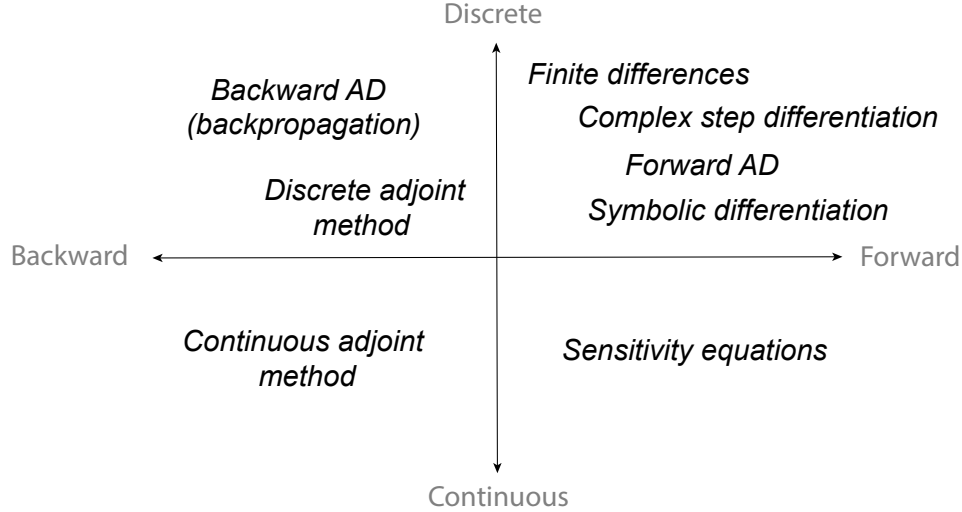 Discrete
Finite differences
Backward AD
(backpropagation)
Complex step differentiation
Forward AD
Discrete adjoint
method
Symbolic differentiation
Backward
Forward
Continuous adjoint
method
Sensitivity equations
Continuous